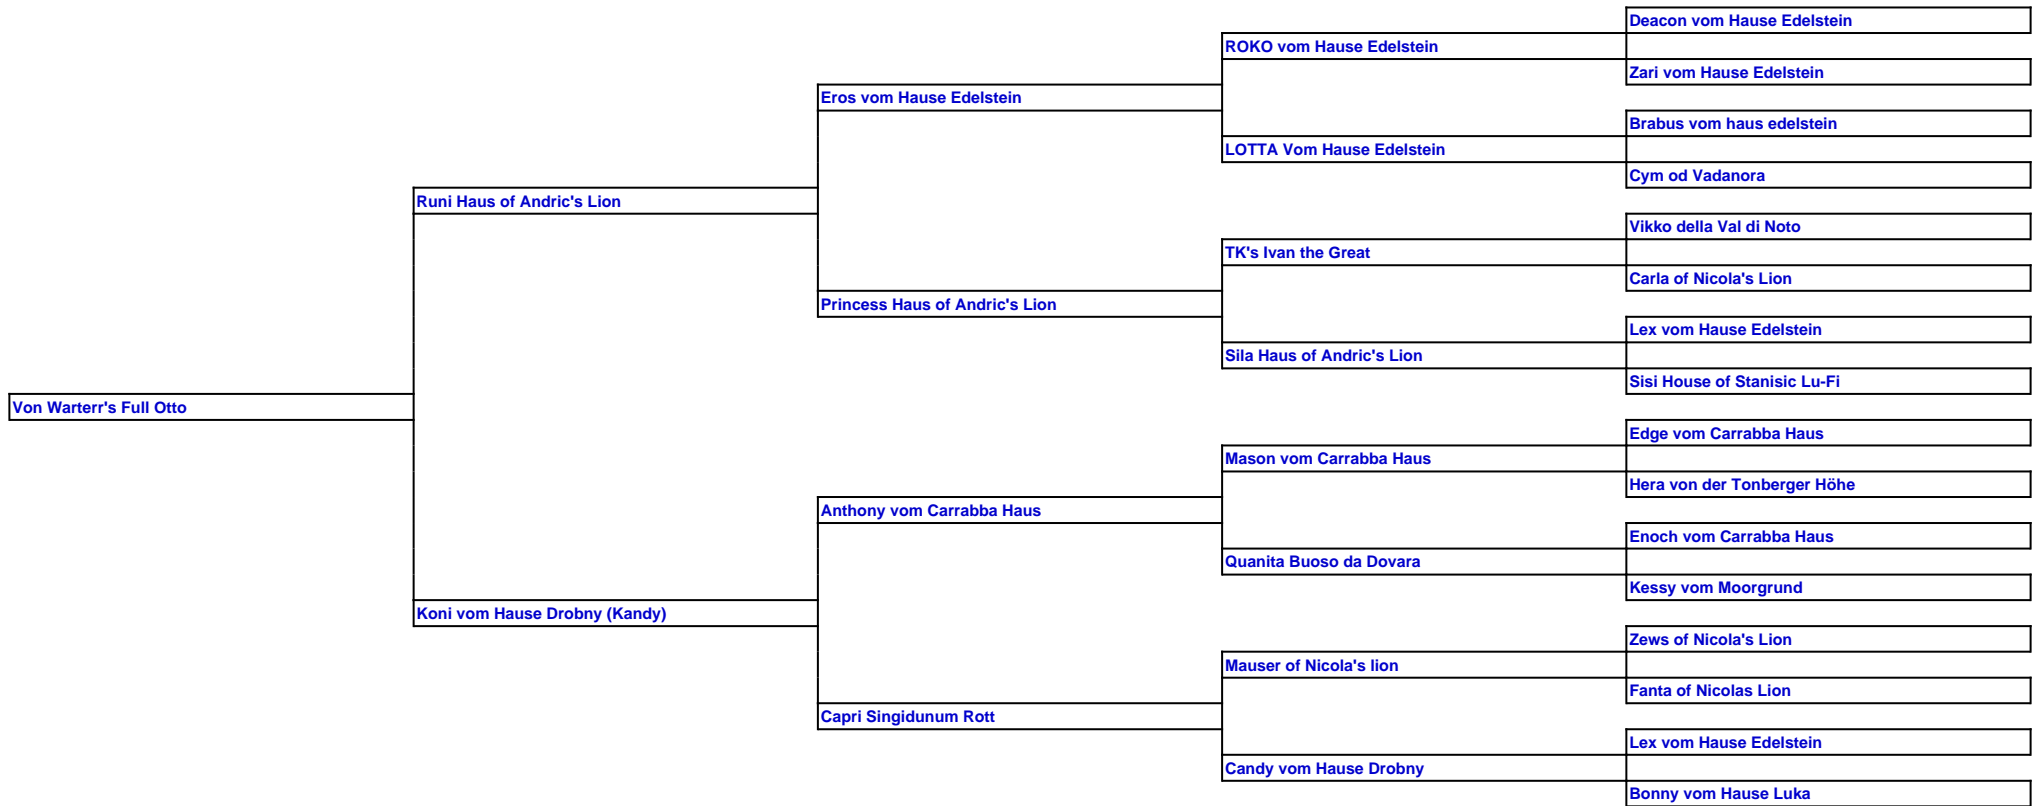 Deacon vom Hause Edelstein
ROKO vom Hause Edelstein
Zari vom Hause Edelstein
Eros vom Hause Edelstein
Brabus vom haus edelstein
LOTTA Vom Hause Edelstein
Cym od Vadanora
Runi Haus of Andric's Lion
Vikko della Val di Noto
TK's Ivan the Great
Carla of Nicola's Lion
Princess Haus of Andric's Lion
Lex vom Hause Edelstein
Sila Haus of Andric's Lion
Sisi House of Stanisic Lu-Fi
Von Warterr's Full Otto
Edge vom Carrabba Haus
Mason vom Carrabba Haus
Hera von der Tonberger Höhe
Anthony vom Carrabba Haus
Enoch vom Carrabba Haus
Quanita Buoso da Dovara
Kessy vom Moorgrund
Koni vom Hause Drobny (Kandy)
Zews of Nicola's Lion
Mauser of Nicola's lion
Fanta of Nicolas Lion
Capri Singidunum Rott
Lex vom Hause Edelstein
Candy vom Hause Drobny
Bonny vom Hause Luka